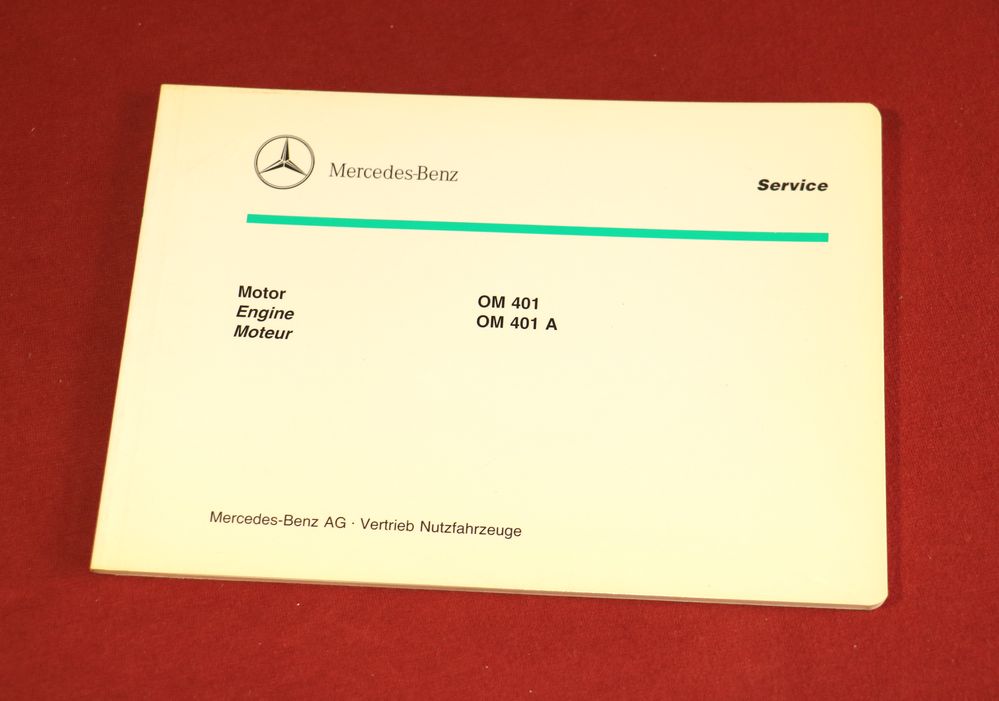 Mercedes-Benz
Service
Motor
Engine
Moteur
OM 401
OM 401 A
Mercedes-Benz AG · Vertrieb Nutzfahrzeuge